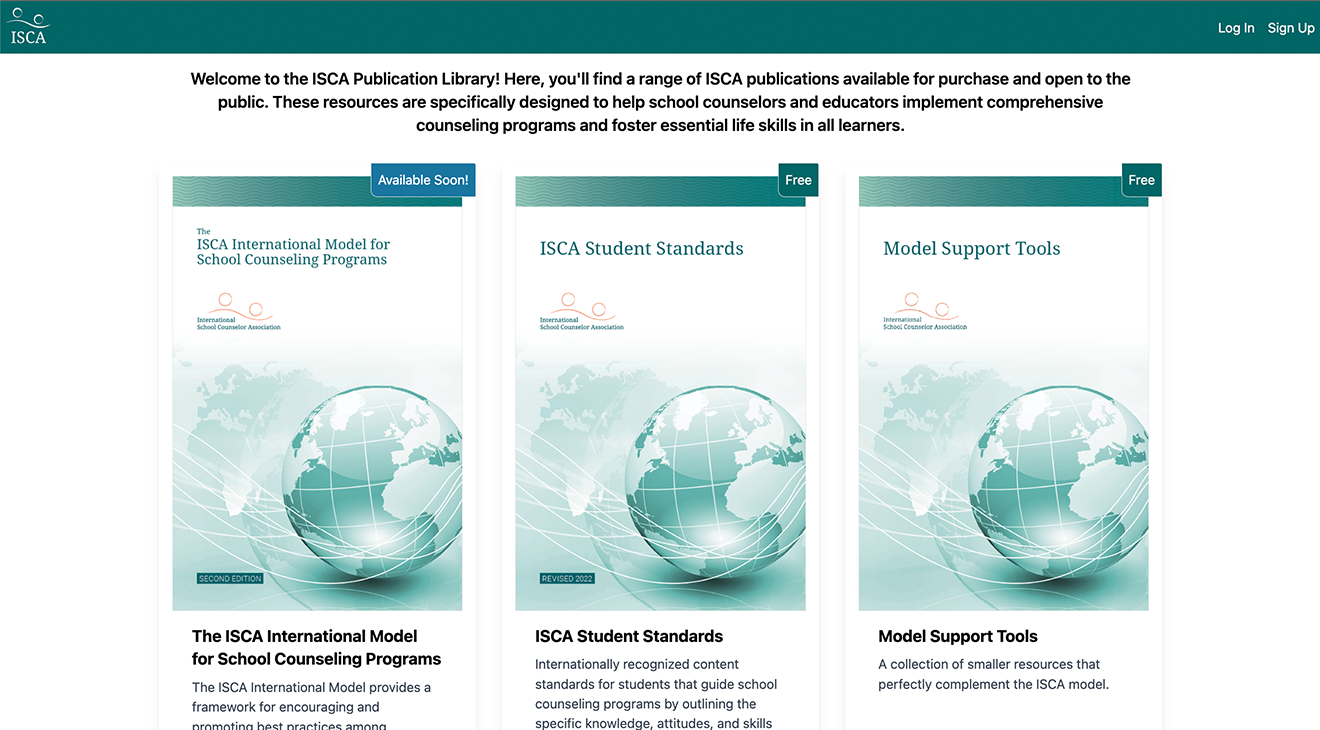 ISCA
Log In Sign Up
Welcome to the ISCA Publication Library! Here, you'll find a range of ISCA publications available for purchase and open to the
public. These resources are specifically designed to help school counselors and educators implement comprehensive
counseling programs and foster essential life skills in all learners.
Available Soon!
The
ISCA International Model for
School Counseling Programs
International
School Counselor Association
SECOND EDITION
The ISCA International Model
for School Counseling Programs
The ISCA International Model provides a
framework for encouraging and
promoting best practices among
Free
ISCA Student Standards
International
School Counselor Association
REVISED 2022
ISCA Student Standards
Internationally recognized content
standards for students that guide school
counseling programs by outlining the
specific knowledge, attitudes, and skills
Free
Model Support Tools
International
School Counselor Association
Model Support Tools
A collection of smaller resources that
perfectly complement the ISCA model.